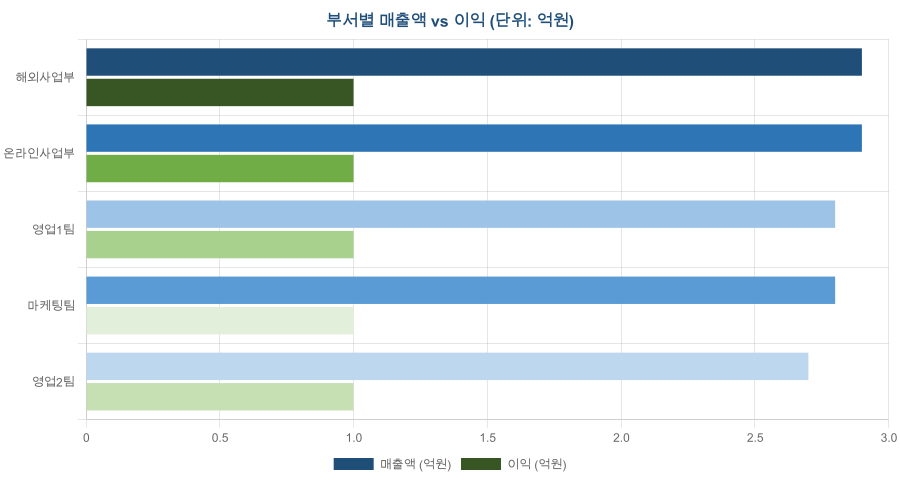 부서별 매출액 vs 이익 (단위: 억원)
해외사업부
온라인사업부
영업1팀
마케팅팀
영업2팀
0 0.5 1.0 1.5 2.0 2.5 3.0
매출액 (억원) 이익 (억원)